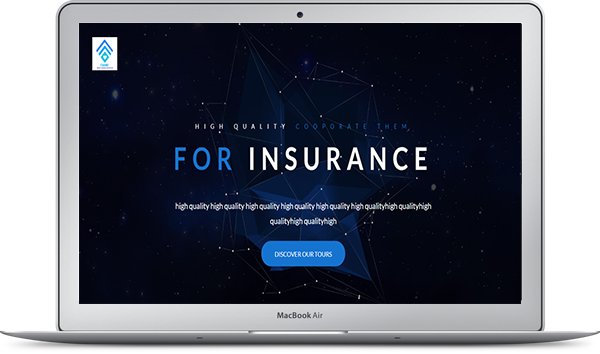 HIGH QUALITY COOPORATE THEM
FOR INSURANCE
high quality high quality high quality high quality high quality high qualityhigh qualityhigh
qualityhigh qualityhigh
DISCOVER OUR TOURS
MacBook Air